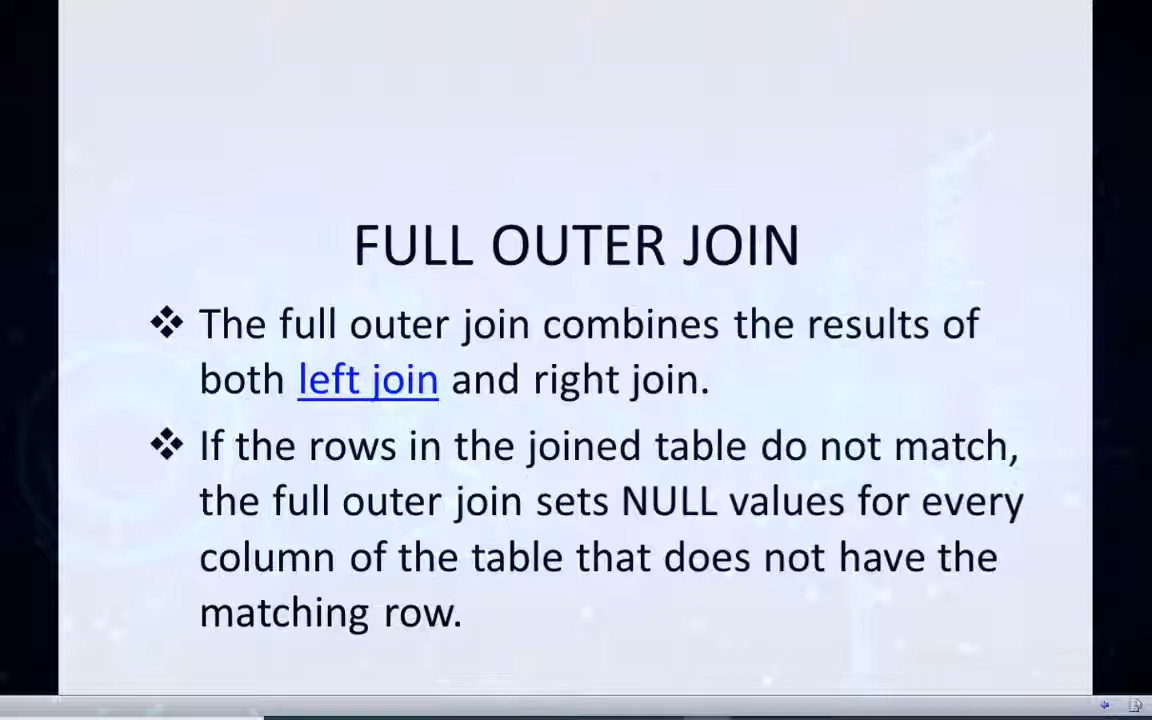 FULL OUTER JOIN
❖ The full outer join combines the results of
both left join and right join.
❖ If the rows in the joined table do not match,
the full outer join sets NULL values for every
column of the table that does not have the
matching row.